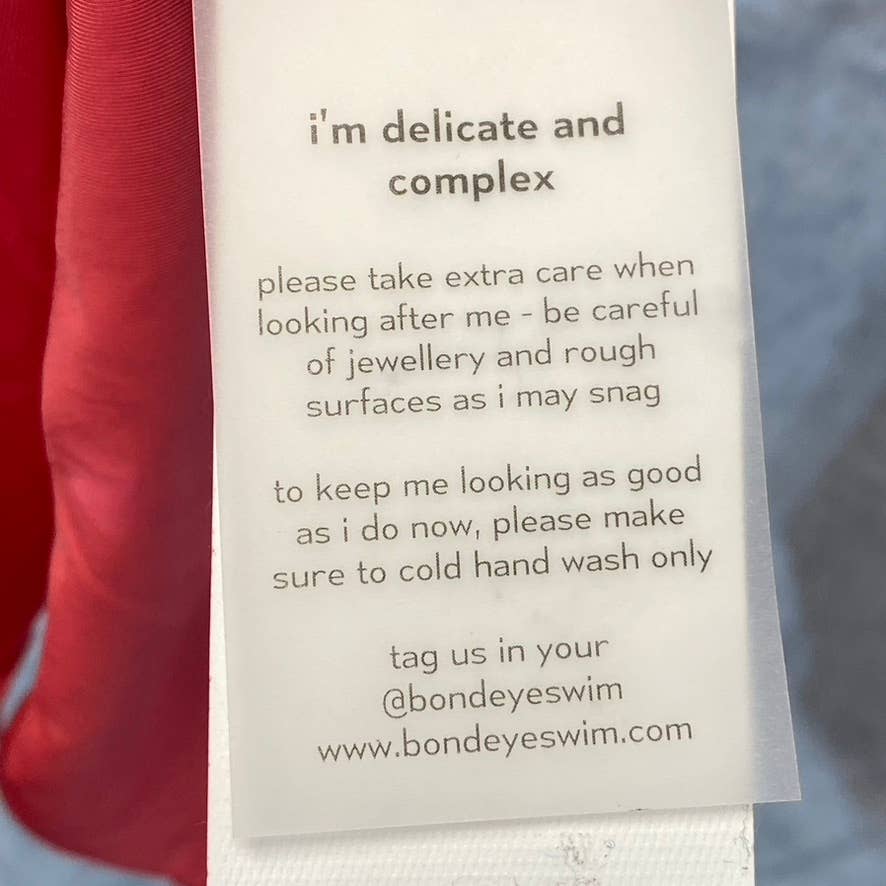 i'm delicate and
complex
please take extra care when
looking after me - be careful
of jewellery and rough
surfaces as i may snag
to keep me looking as good
as i do now, please make
sure to cold hand wash only
tag us in your
@bondeyeswim
www.bondeyeswim.com